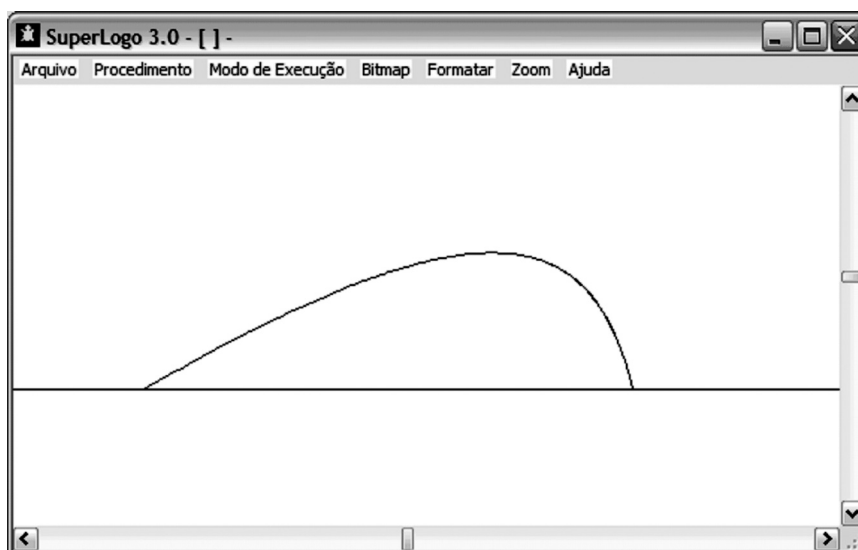 SuperLogo 3.0 - [ ] -
Arquivo Procedimento Modo de Execução Bitmap Formatar Zoom Ajuda